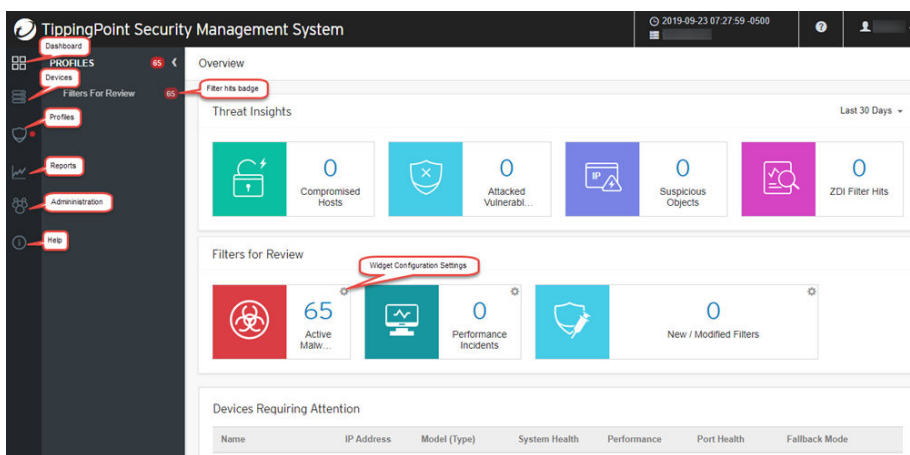 TippingPoint Security Management System
2019-09-23 07:27:59 -0500
Dashboard
PROFILES 65
Devices
Filters For Review 65
Filter hits badge
Profiles
Reports
Admininistration
Help
Overview
Threat Insights
Last 30 Days
0
Compromised
Hosts
0
Attacked
Vulnerabl...
IP
0
Suspicious
Objects
0
ZDI Filter Hits
Filters for Review
Widget Configuration Settings
65
Active
Malw...
0
Performance
Incidents
0
New / Modified Filters
Devices Requiring Attention
Name IP Address Model (Type) System Health Performance Port Health Fallback Mode